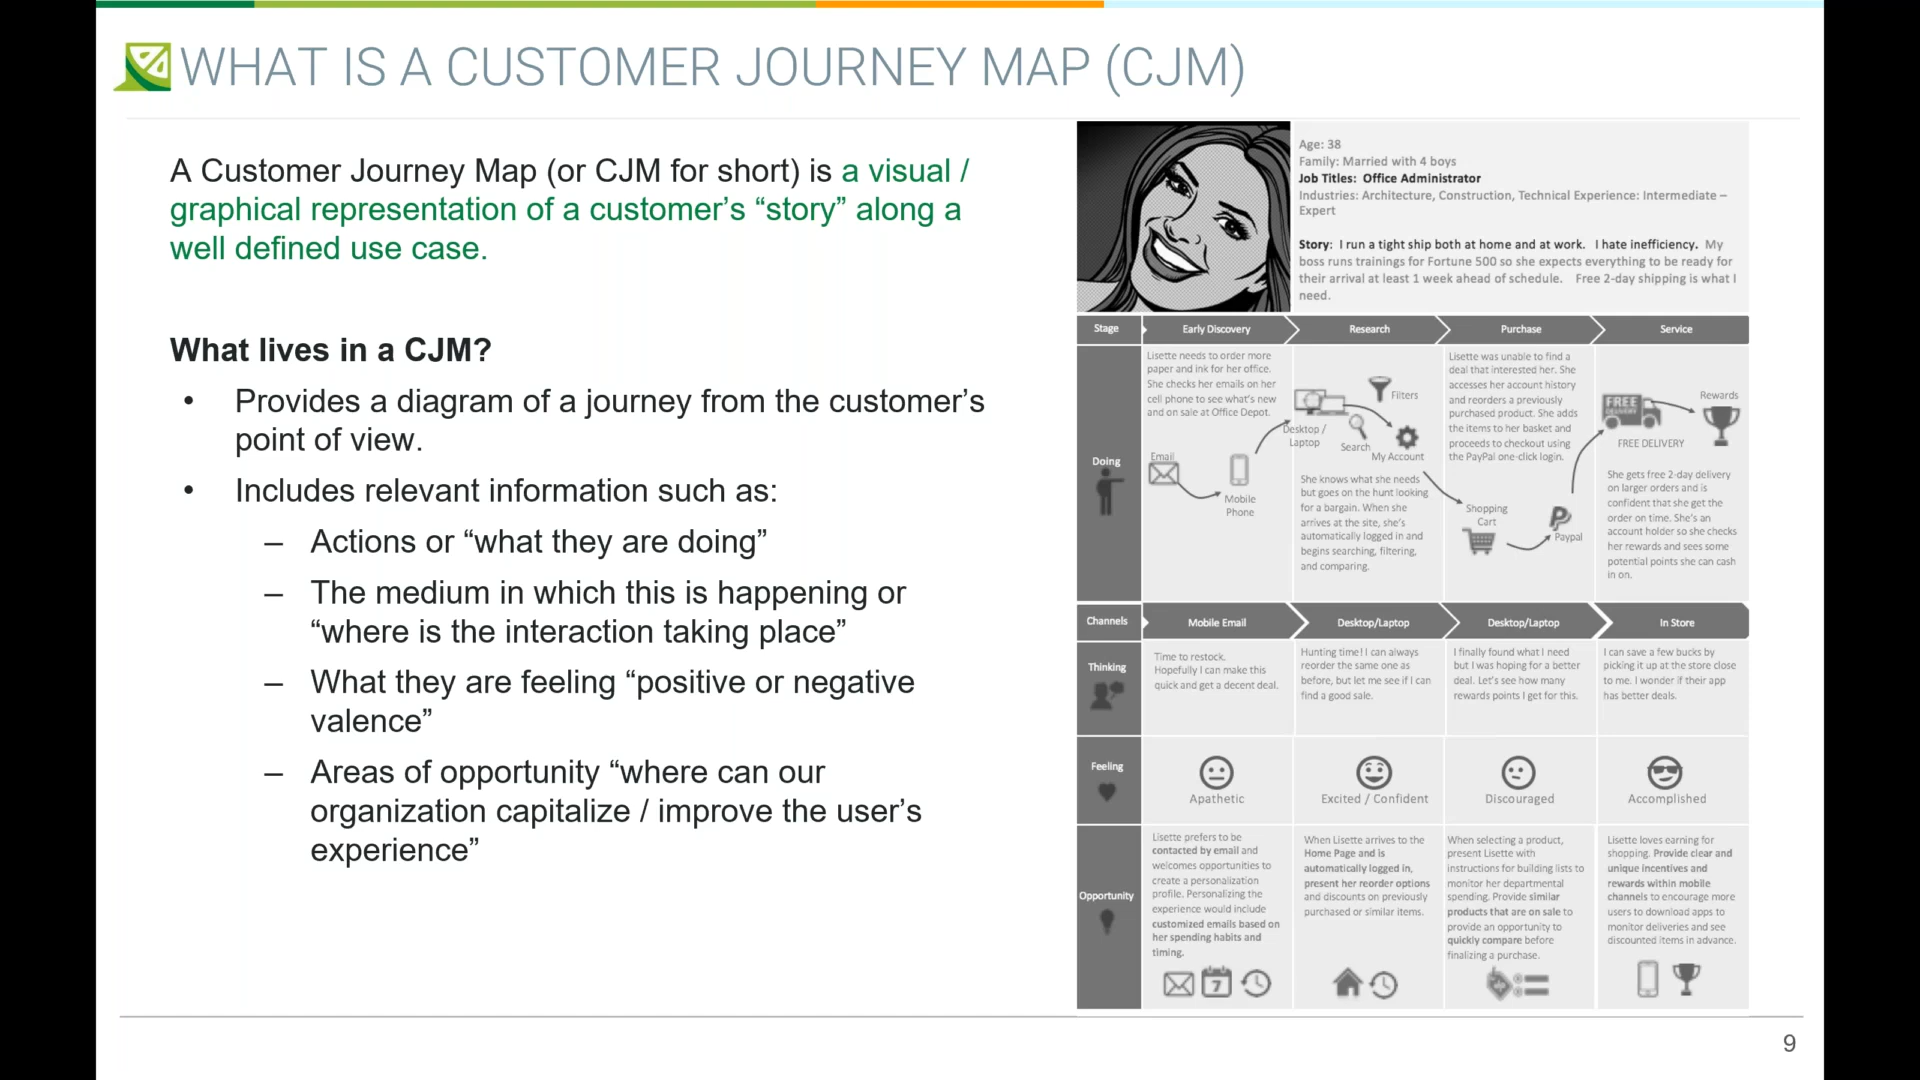 WHAT IS A CUSTOMER JOURNEY MAP (CJM)
A Customer Journey Map (or CJM for short) is a visual /
graphical representation of a customer’s “story” along a
well defined use case.
What lives in a CJM?
• Provides a diagram of a journey from the customer’s
point of view.
• Includes relevant information such as:
– Actions or “what they are doing”
– The medium in which this is happening or
“where is the interaction taking place”
– What they are feeling “positive or negative
valence”
– Areas of opportunity “where can our
organization capitalize / improve the user’s
experience”
Age: 38
Family: Married with 4 boys
Job Titles: Office Administrator
Industries: Architecture, Construction, Technical Experience: Intermediate –
Expert
Story: I run a tight ship both at home and at work. I hate inefficiency. My
boss runs trainings for Fortune 500 so she expects everything to be ready for
their arrival at least 1 week ahead of schedule. Free 2-day shipping is what I
need.
Stage
Early Discovery
Research
Purchase
Service
Doing
Lisette needs to order more
paper and ink for her office.
She checks her emails on her
cell phone to see what’s new
and on sale at Office Depot.
Email
Mobile
Phone
Desktop /
Laptop
Filters
Search
My Account
She knows what she needs
but goes on the hunt looking
for a bargain. When she
arrives at the site, she’s
automatically logged in and
begins searching, filtering,
and comparing.
Lisette was unable to find a
deal that interested her. She
accesses her account history
and reorders a previously
purchased product. She adds
the items to her basket and
proceeds to checkout using
the PayPal one-click login.
Shopping
Cart
Paypal
FREE
DELIVERY
Rewards
FREE DELIVERY
She gets free 2-day delivery
on larger orders and is
confident that she get the
order on time. She’s an
account holder so she checks
her rewards and sees some
potential points she can cash
in on.
Channels
Mobile Email
Desktop/Laptop
Desktop/Laptop
In Store
Thinking
Time to restock.
Hopefully I can make this
quick and get a decent deal.
Hunting time! I can always
reorder the same one as
before, but let me see if I can
find a good sale.
I finally found what I need
but I was hoping for a better
deal. Let’s see how many
rewards points I get for this.
I can save a few bucks by
picking it up at the store close
to me. I wonder if their app
has better deals.
Feeling
Apathetic
Excited / Confident
Discouraged
Accomplished
Opportunity
Lisette prefers to be
contacted by email and
welcomes opportunities to
create a personalization
profile. Personalizing the
experience would include
customized emails based on
her spending habits and
timing.
7
When Lisette arrives to the
Home Page and is
automatically logged in,
present her reorder options
and discounts on previously
purchased or similar items.
When selecting a product,
present Lisette with
instructions for building lists to
monitor her departmental
spending. Provide similar
products that are on sale to
provide an opportunity to
quickly compare before
finalizing a purchase.
Lisette loves earning for
shopping. Provide clear and
unique incentives and
rewards within mobile
channels to encourage more
users to download apps to
monitor deliveries and see
discounted items in advance.
9